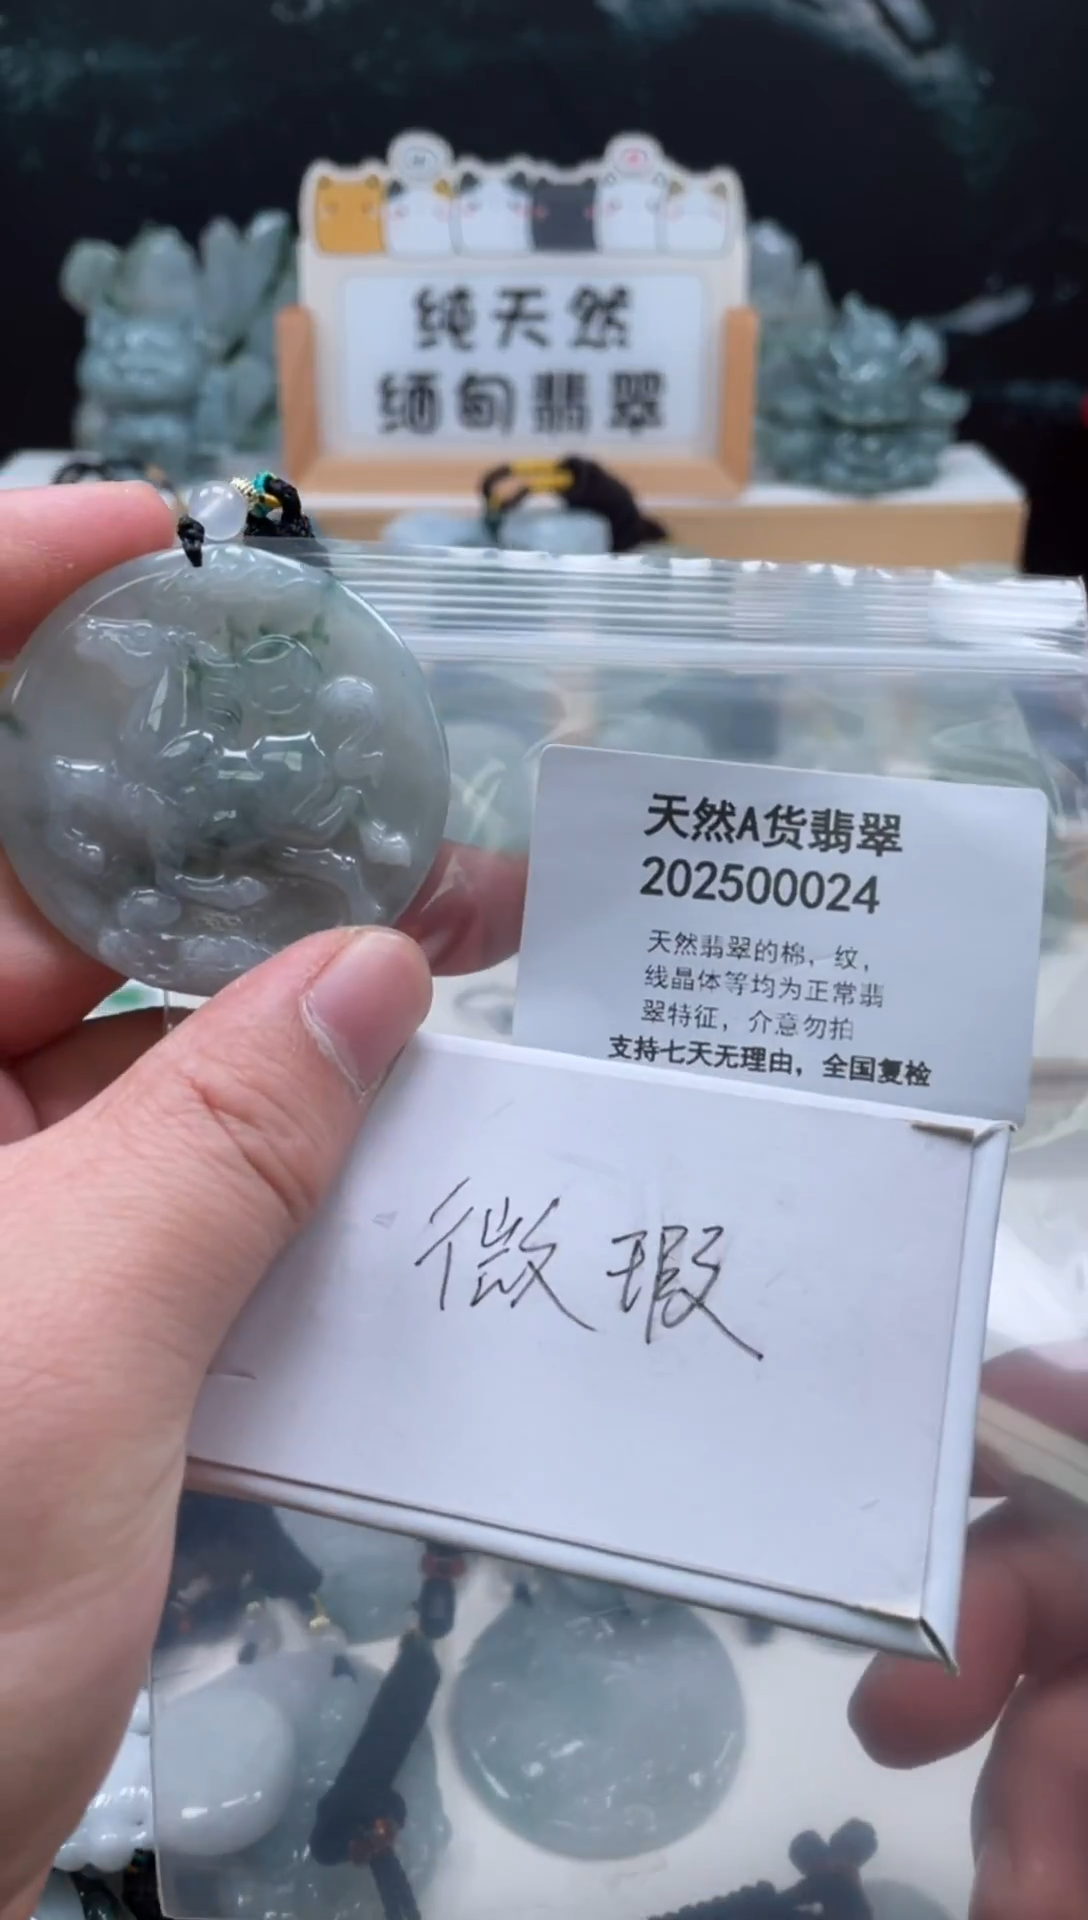 纯天然
缅甸翡翠
天然A货翡翠
202500024
天然翡翠的棉，纹，
线晶体等均为正常翡
翠特征，介意勿拍
支持七天无理由，全国复检
微瑕